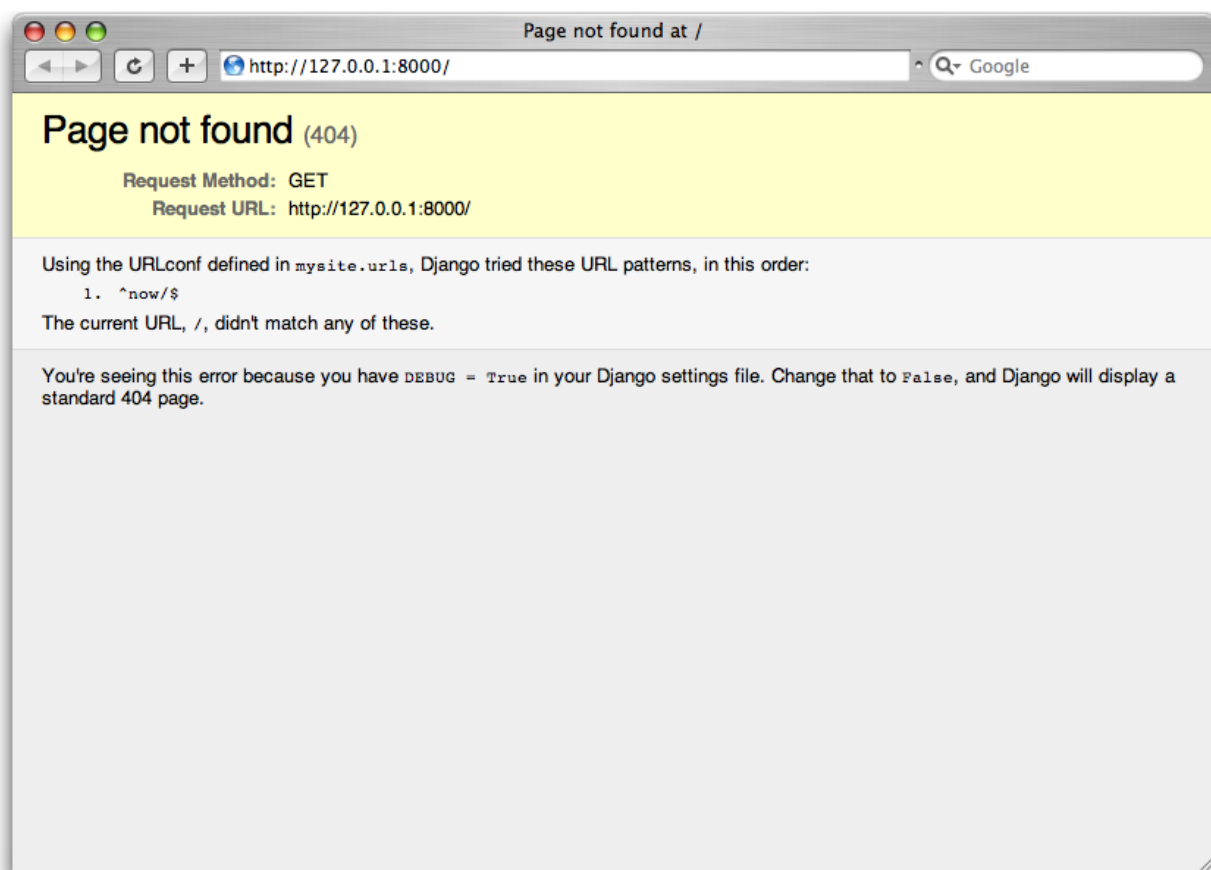 Page not found at /
http://127.0.0.1:8000/
Google
Page not found (404)
Request Method: GET
Request URL: http://127.0.0.1:8000/
Using the URLconf defined in mysite.urls, Django tried these URL patterns, in this order:
1. ^now/$
The current URL, /, didn't match any of these.
You're seeing this error because you have DEBUG = True in your Django settings file. Change that to False, and Django will display a
standard 404 page.